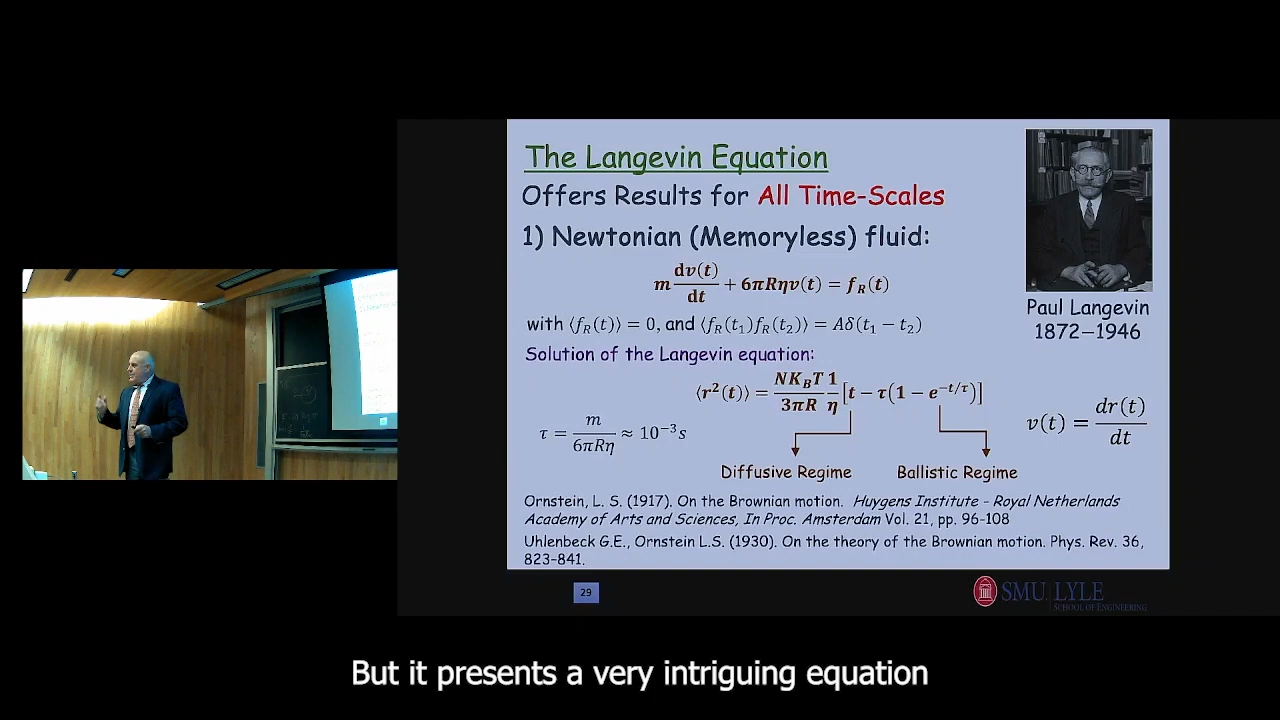 The Langevin Equation
Offers Results for All Time-Scales
1) Newtonian (Memoryless) fluid:
m dv(t)/dt + 6πRηv(t) = f_R(t)
with ⟨f_R(t)⟩ = 0, and ⟨f_R(t₁)f_R(t₂)⟩ = Aδ(t₁ − t₂)
Solution of the Langevin equation:
⟨r²(t)⟩ = NK_BT/3πR 1/η [t − τ(1 − e^{−t/τ})]
τ = m/6πRη ≈ 10⁻³s
v(t) = dr(t)/dt
Diffusive Regime
Ballistic Regime
Ornstein, L. S. (1917). On the Brownian motion. Huygens Institute - Royal Netherlands
Academy of Arts and Sciences, In Proc. Amsterdam Vol. 21, pp. 96-108
Uhlenbeck G.E., Ornstein L.S. (1930). On the theory of the Brownian motion. Phys. Rev. 36,
823–841.
Paul Langevin
1872–1946
29
SMU LYLE
SCHOOL OF ENGINEERING
But it presents a very intriguing equation